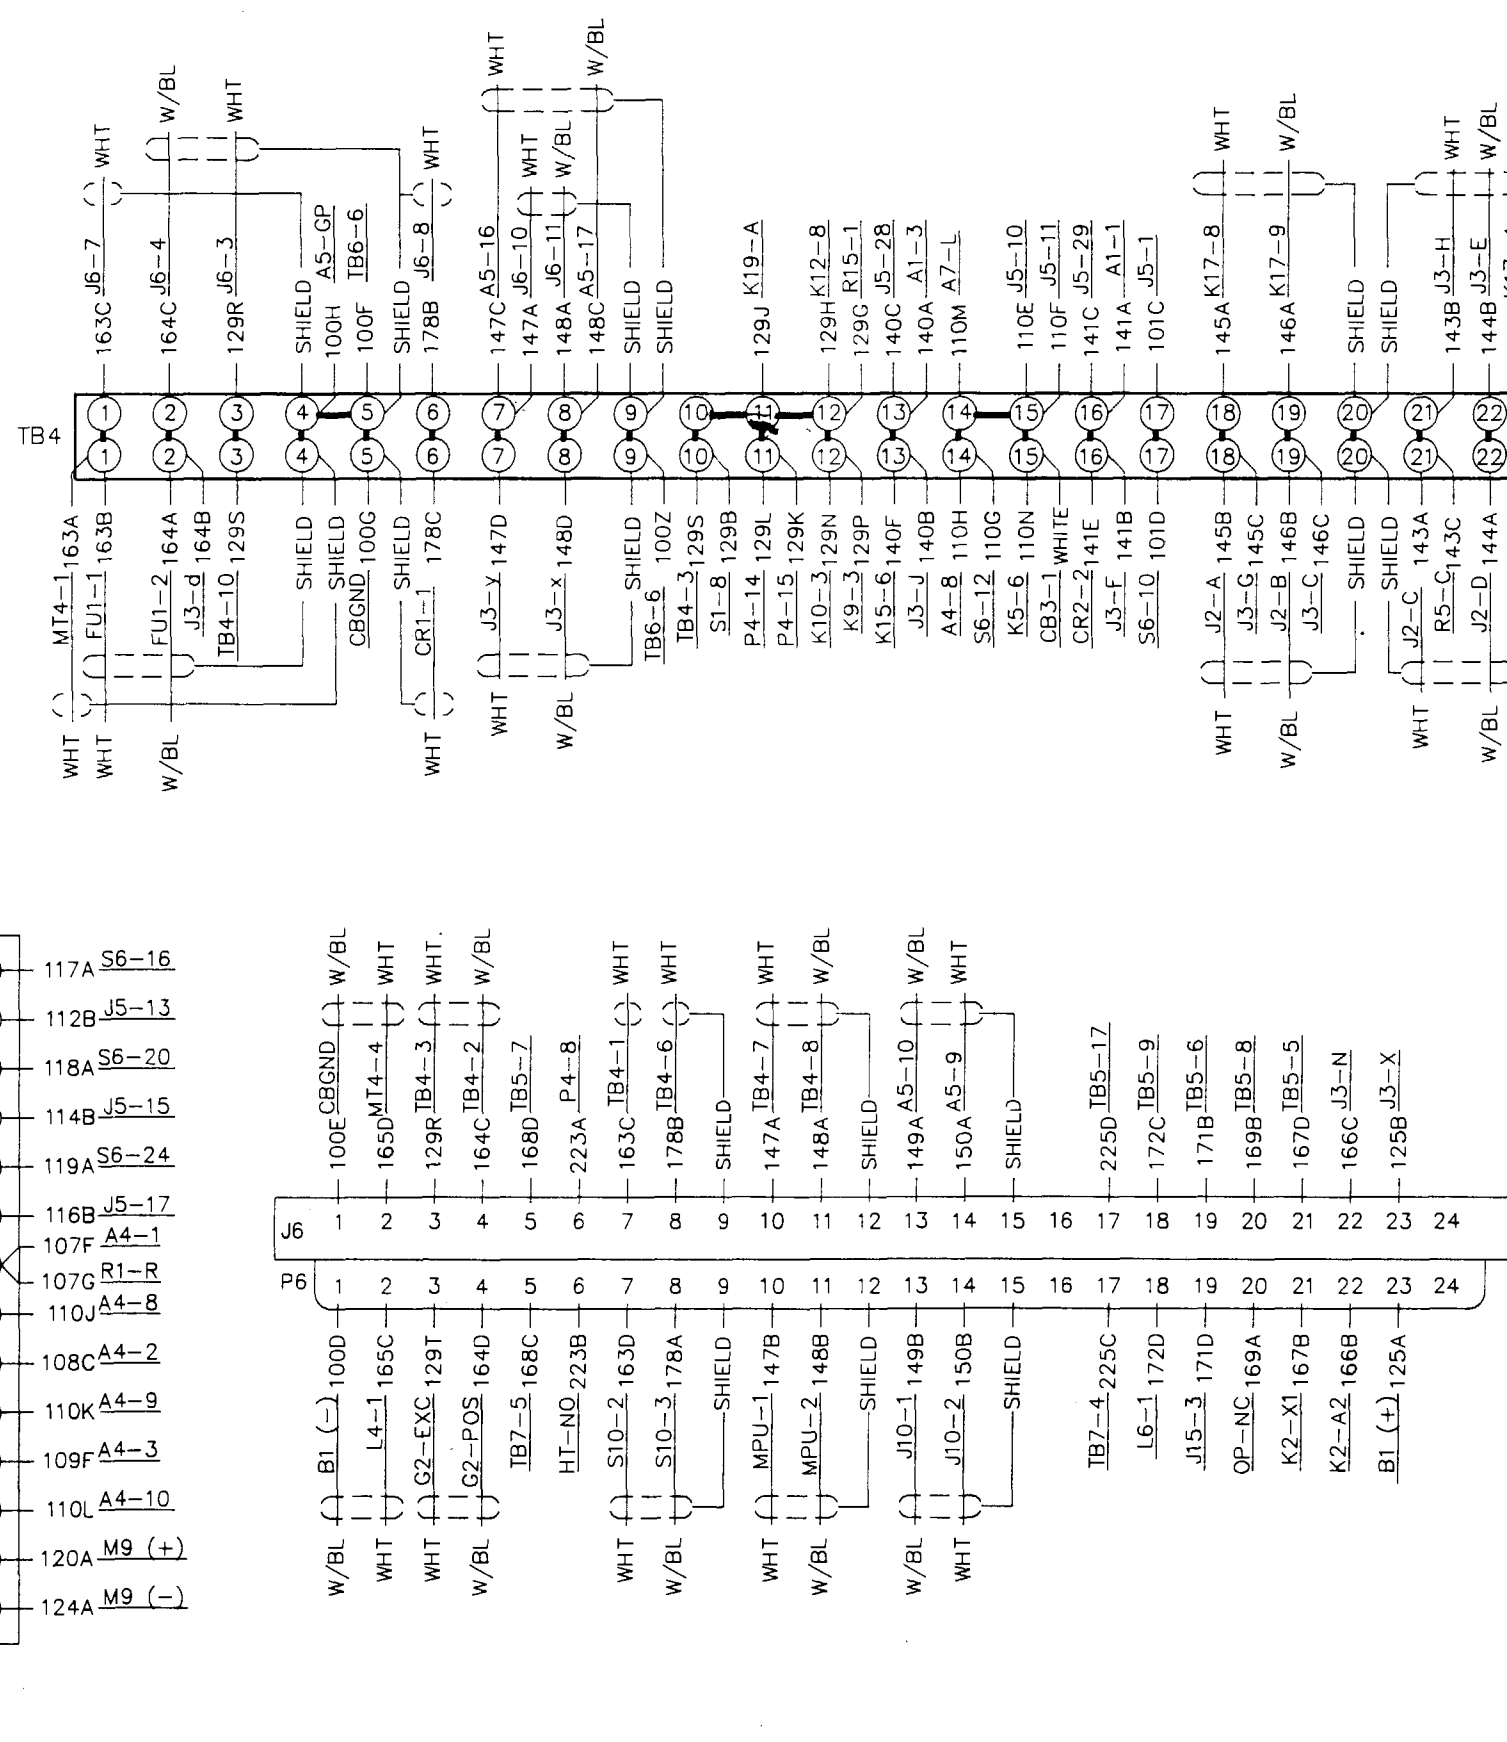 WHT
W/BL
WHT
WHT
WHT
W/BL
WHT
W/BL
WHT
W/BL
WHT
W/BL
163C J6-7
164C J6-4
129R J6-3
SHIELD
100H A5-GP
100F TB6-6
SHIELD
178B J6-8
147C A5-16
147A J6-10
148A J6-11
148C A5-17
SHIELD
SHIELD
129J K19-A
129H K12-8
129G R15-1
140C J5-28
140A A1-3
110M A7-L
110E J5-10
110F J5-11
141C J5-29
141A A1-1
101C J5-1
145A K17-8
146A K17-9
SHIELD
SHIELD
143B J3-H
144B J3-E
TB4
1 2 3 4 5 6 7 8 9 10 11 12 13 14 15 16 17 18 19 20 21 22
1 2 3 4 5 6 7 8 9 10 11 12 13 14 15 16 17 18 19 20 21 22
MT4-1 163A
FU1-1 163B
FU1-2 164A
J3-d 164B
TB4-10 129S
SHIELD
SHIELD
CBGND 100G
SHIELD
CR1-1 178C
J3-y 147D
J3-x 148D
SHIELD
TB6-6 100Z
TB4-3 129S
S1-8 129B
P4-14 129L
P4-15 129K
K10-3 129N
K9-3 129P
K15-6 140F
J3-J 140B
A4-8 110H
S6-12 110G
K5-6 110N
CB3-1 WHITE
CR2-2 141E
J3-F 141B
S6-10 101D
J2-A 145B
J3-G 145C
J2-B 146B
J3-C 146C
SHIELD
SHIELD
J2-C 143A
R5-C 143C
J2-D 144A
WHT
WHT
W/BL
WHT
WHT
W/BL
WHT
W/BL
WHT
W/BL
117A S6-16
112B J5-13
118A S6-20
114B J5-15
119A S6-24
116B J5-17
107F A4-1
107G R1-R
110J A4-8
108C A4-2
110K A4-9
109F A4-3
110L A4-10
120A M9 (+)
124A M9 (-)
W/BL
WHT
WHT.
W/BL
WHT
WHT
WHT
W/BL
W/BL
WHT
100E CBGND
165D MT4-4
129R TB4-3
164C TB4-2
168D TB5-7
223A P4-8
163C TB4-1
178B TB4-6
SHIELD
147A TB4-7
148A TB4-8
SHIELD
149A A5-10
150A A5-9
SHIELD
225D TB5-17
172C TB5-9
171B TB5-6
169B TB5-8
167D TB5-5
166C J3-N
125B J3-X
J6 1 2 3 4 5 6 7 8 9 10 11 12 13 14 15 16 17 18 19 20 21 22 23 24
P6 1 2 3 4 5 6 7 8 9 10 11 12 13 14 15 16 17 18 19 20 21 22 23 24
B1 (-) 100D
L4-1 165C
G2-EXC 129T
G2-POS 164D
TB7-5 168C
HT-NO 223B
S10-2 163D
S10-3 178A
SHIELD
MPU-1 147B
MPU-2 148B
SHIELD
J10-1 149B
J10-2 150B
SHIELD
TB7-4 225C
L6-1 172D
J15-3 171D
OP-NC 169A
K2-X1 167B
K2-A2 166B
B1 (+) 125A
W/BL
WHT
WHT
W/BL
WHT
W/BL
WHT
W/BL
W/BL
WHT